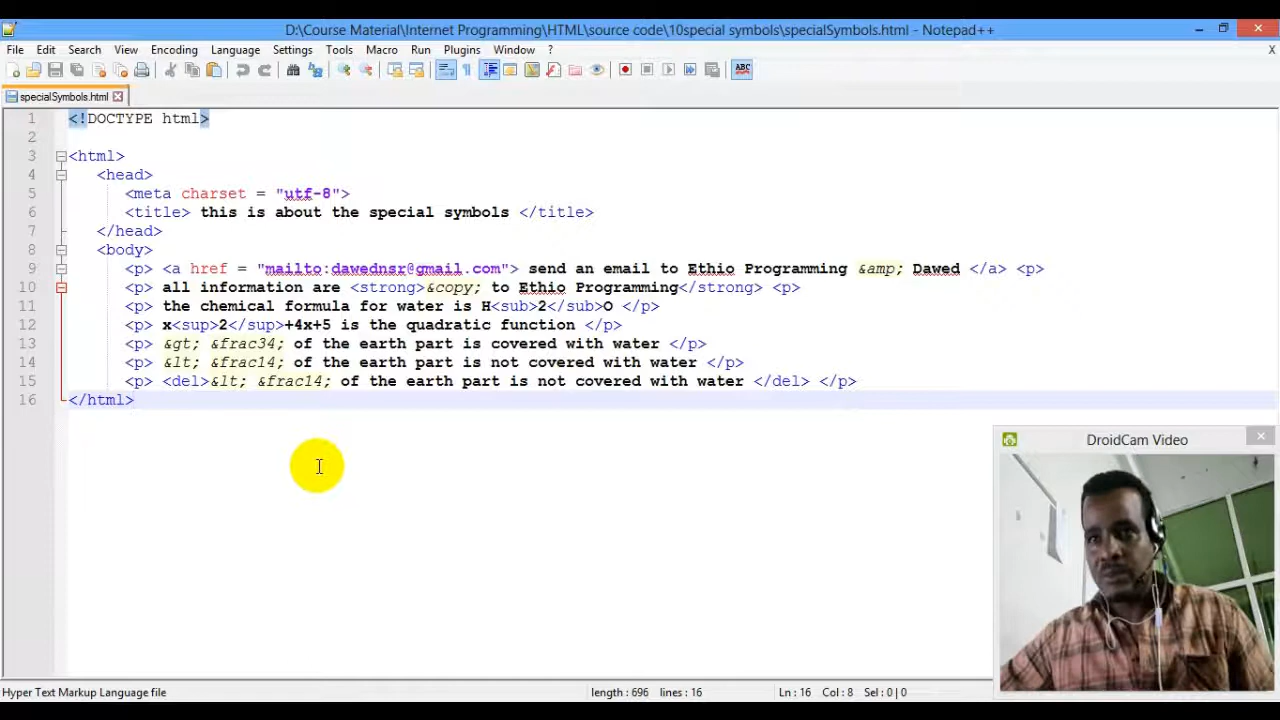 D:\Course Material\Internet Programming\HTML\source code\10special symbols\specialSymbols.html - Notepad++
File Edit Search View Encoding Language Settings Tools Macro Run Plugins Window ? X
ABC
specialSymbols.html
1 <!DOCTYPE html>
2
3 <html>
4 <head>
5 <meta charset = "utf-8">
6 <title> this is about the special symbols </title>
7 </head>
8 <body>
9 <p> <a href = "mailto:dawednsr@gmail.com"> send an email to Ethio Programming &amp; Dawed </a> <p>
10 <p> all information are <strong>&copy; to Ethio Programming</strong> <p>
11 <p> the chemical formula for water is H<sub>2</sub>O </p>
12 <p> x<sup>2</sup>+4x+5 is the quadratic function </p>
13 <p> &gt; &frac34; of the earth part is covered with water </p>
14 <p> &lt; &frac14; of the earth part is not covered with water </p>
15 <p> <del>&lt; &frac14; of the earth part is not covered with water </del> </p>
16 </html>
DroidCam Video
Hyper Text Markup Language file length : 696 lines : 16 Ln : 16 Col : 8 Sel : 0 | 0